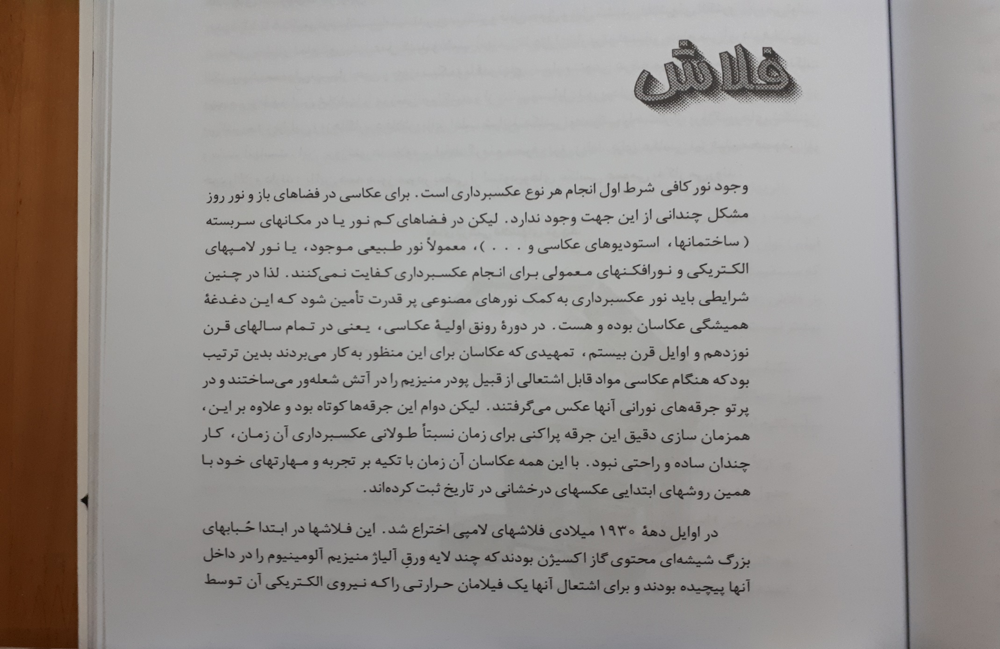 فلاش
وجود نور کافی شرط اول انجام هر نوع عکسبرداری است. برای عکاسی در فضاهای باز و نور روز
مشکل چندانی از این جهت وجود ندارد. لیکن در فضاهای کم نور یا در مکانهای سربسته
( ساختمانها، استودیوهای عکاسی و . . . )، معمولاً نور طبیعی موجود، یا نور لامپهای
الکتریکی و نورافکنهای معمولی برای انجام عکسبرداری کفایت نمی‌کنند. لذا در چنین
شرایطی باید نور عکسبرداری به کمک نورهای مصنوعی پر قدرت تأمین شود که این دغدغهٔ
همیشگی عکاسان بوده و هست. در دورهٔ رونق اولیهٔ عکاسی، یعنی در تمام سالهای قرن
نوزدهم و اوایل قرن بیستم، تمهیدی که عکاسان برای این منظور به کار می‌بردند بدین ترتیب
بود که هنگام عکاسی مواد قابل اشتعالی از قبیل پودر منیزیم را در آتش شعله‌ور می‌ساختند و در
پرتو جرقه‌های نورانی آنها عکس می‌گرفتند. لیکن دوام این جرقه‌ها کوتاه بود و علاوه بر این،
همزمان سازی دقیق این جرقه پراکنی برای زمان نسبتاً طولانی عکسبرداری آن زمان، کار
چندان ساده و راحتی نبود. با این همه عکاسان آن زمان با تکیه بر تجربه و مهارتهای خود با
همین روشهای ابتدایی عکسهای درخشانی در تاریخ ثبت کرده‌اند.
در اوایل دههٔ ۱۹۳۰ میلادی فلاشهای لامپی اختراع شد. این فلاشها در ابتدا حُبابهای
بزرگ شیشه‌ای محتوی گاز اکسیژن بودند که چند لایه ورقِ آلیاژ منیزیم آلومینیوم را در داخل
آنها پیچیده بودند و برای اشتعال آنها یک فیلامان حرارتی را که نیروی الکتریکی آن توسط